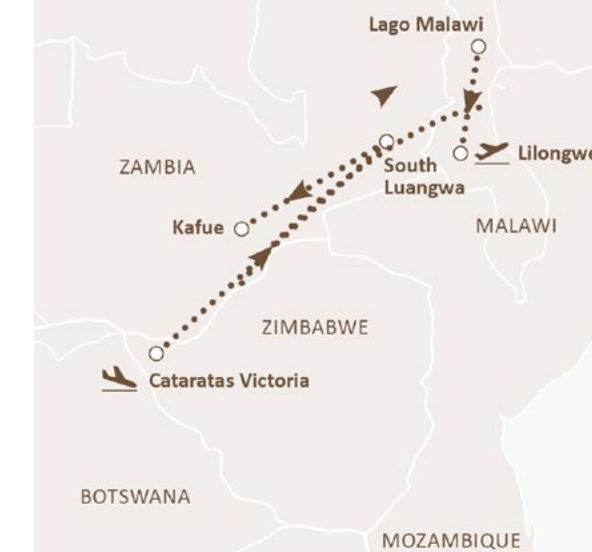 Lago Malawi
ZAMBIA
South
Luangwa
Lilongwe
Kafue
MALAWI
ZIMBABWE
Cataratas Victoria
BOTSWANA
MOZAMBIQUE